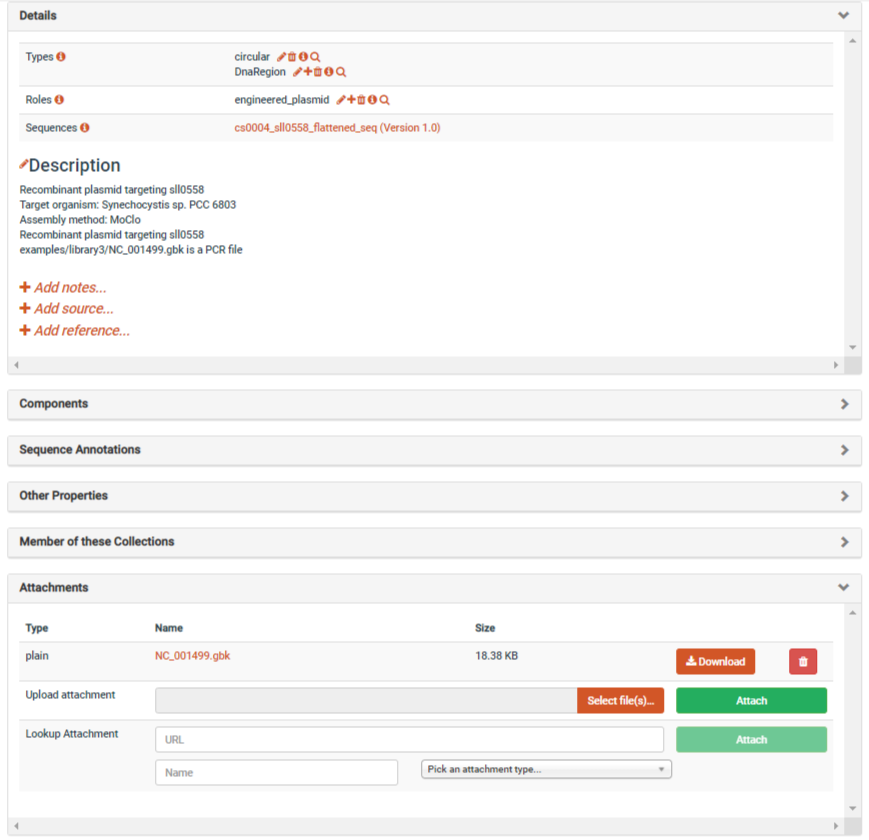 Details
Types
circular
DnaRegion
Roles
engineered_plasmid
Sequences
cs0004_sll0558_flattened_seq (Version 1.0)
Description
Recombinant plasmid targeting sll0558
Target organism: Synechocystis sp. PCC 6803
Assembly method: MoClo
Recombinant plasmid targeting sll0558
examples/library3/NC_001499.gbk is a PCR file
Add notes...
Add source...
Add reference...
Components
Sequence Annotations
Other Properties
Member of these Collections
Attachments
Type Name Size
plain NC_001499.gbk 18.38 KB Download
Upload attachment Select file(s)... Attach
Lookup Attachment URL Attach
Name Pick an attachment type...